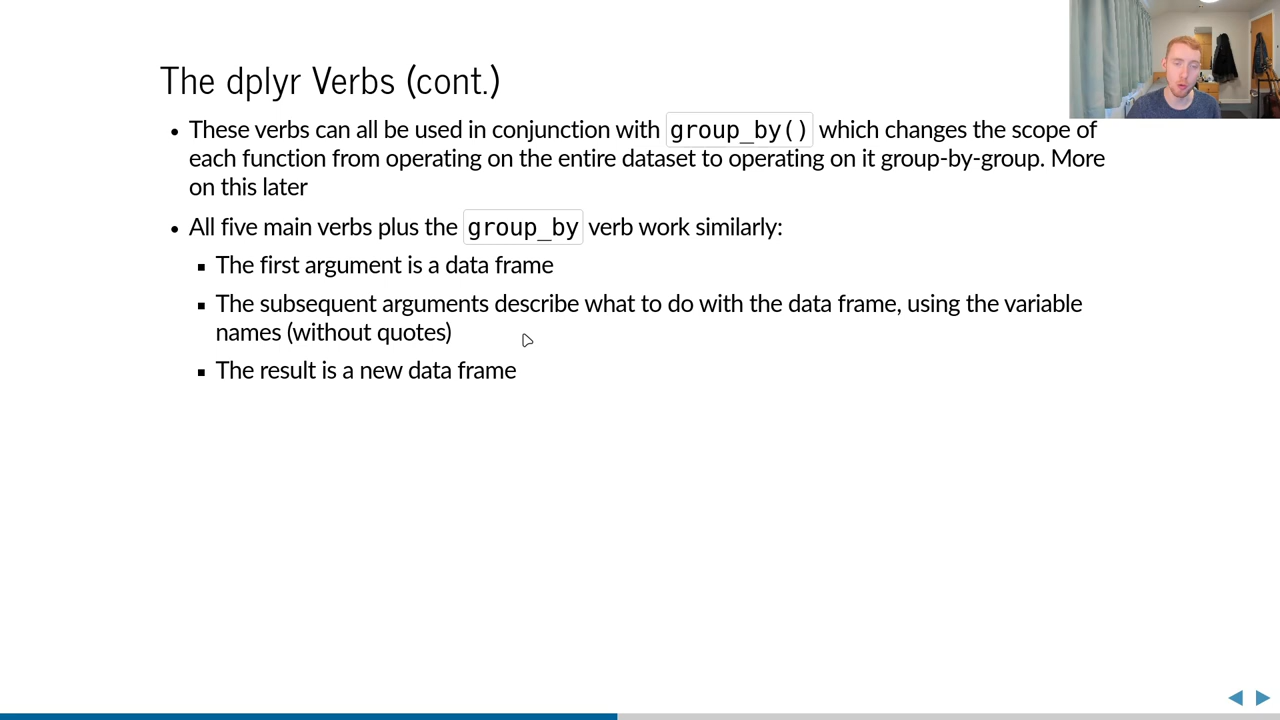 The dplyr Verbs (cont.)
• These verbs can all be used in conjunction with group_by() which changes the scope of
each function from operating on the entire dataset to operating on it group-by-group. More
on this later
• All five main verbs plus the group_by verb work similarly:
▪ The first argument is a data frame
▪ The subsequent arguments describe what to do with the data frame, using the variable
names (without quotes)
▪ The result is a new data frame